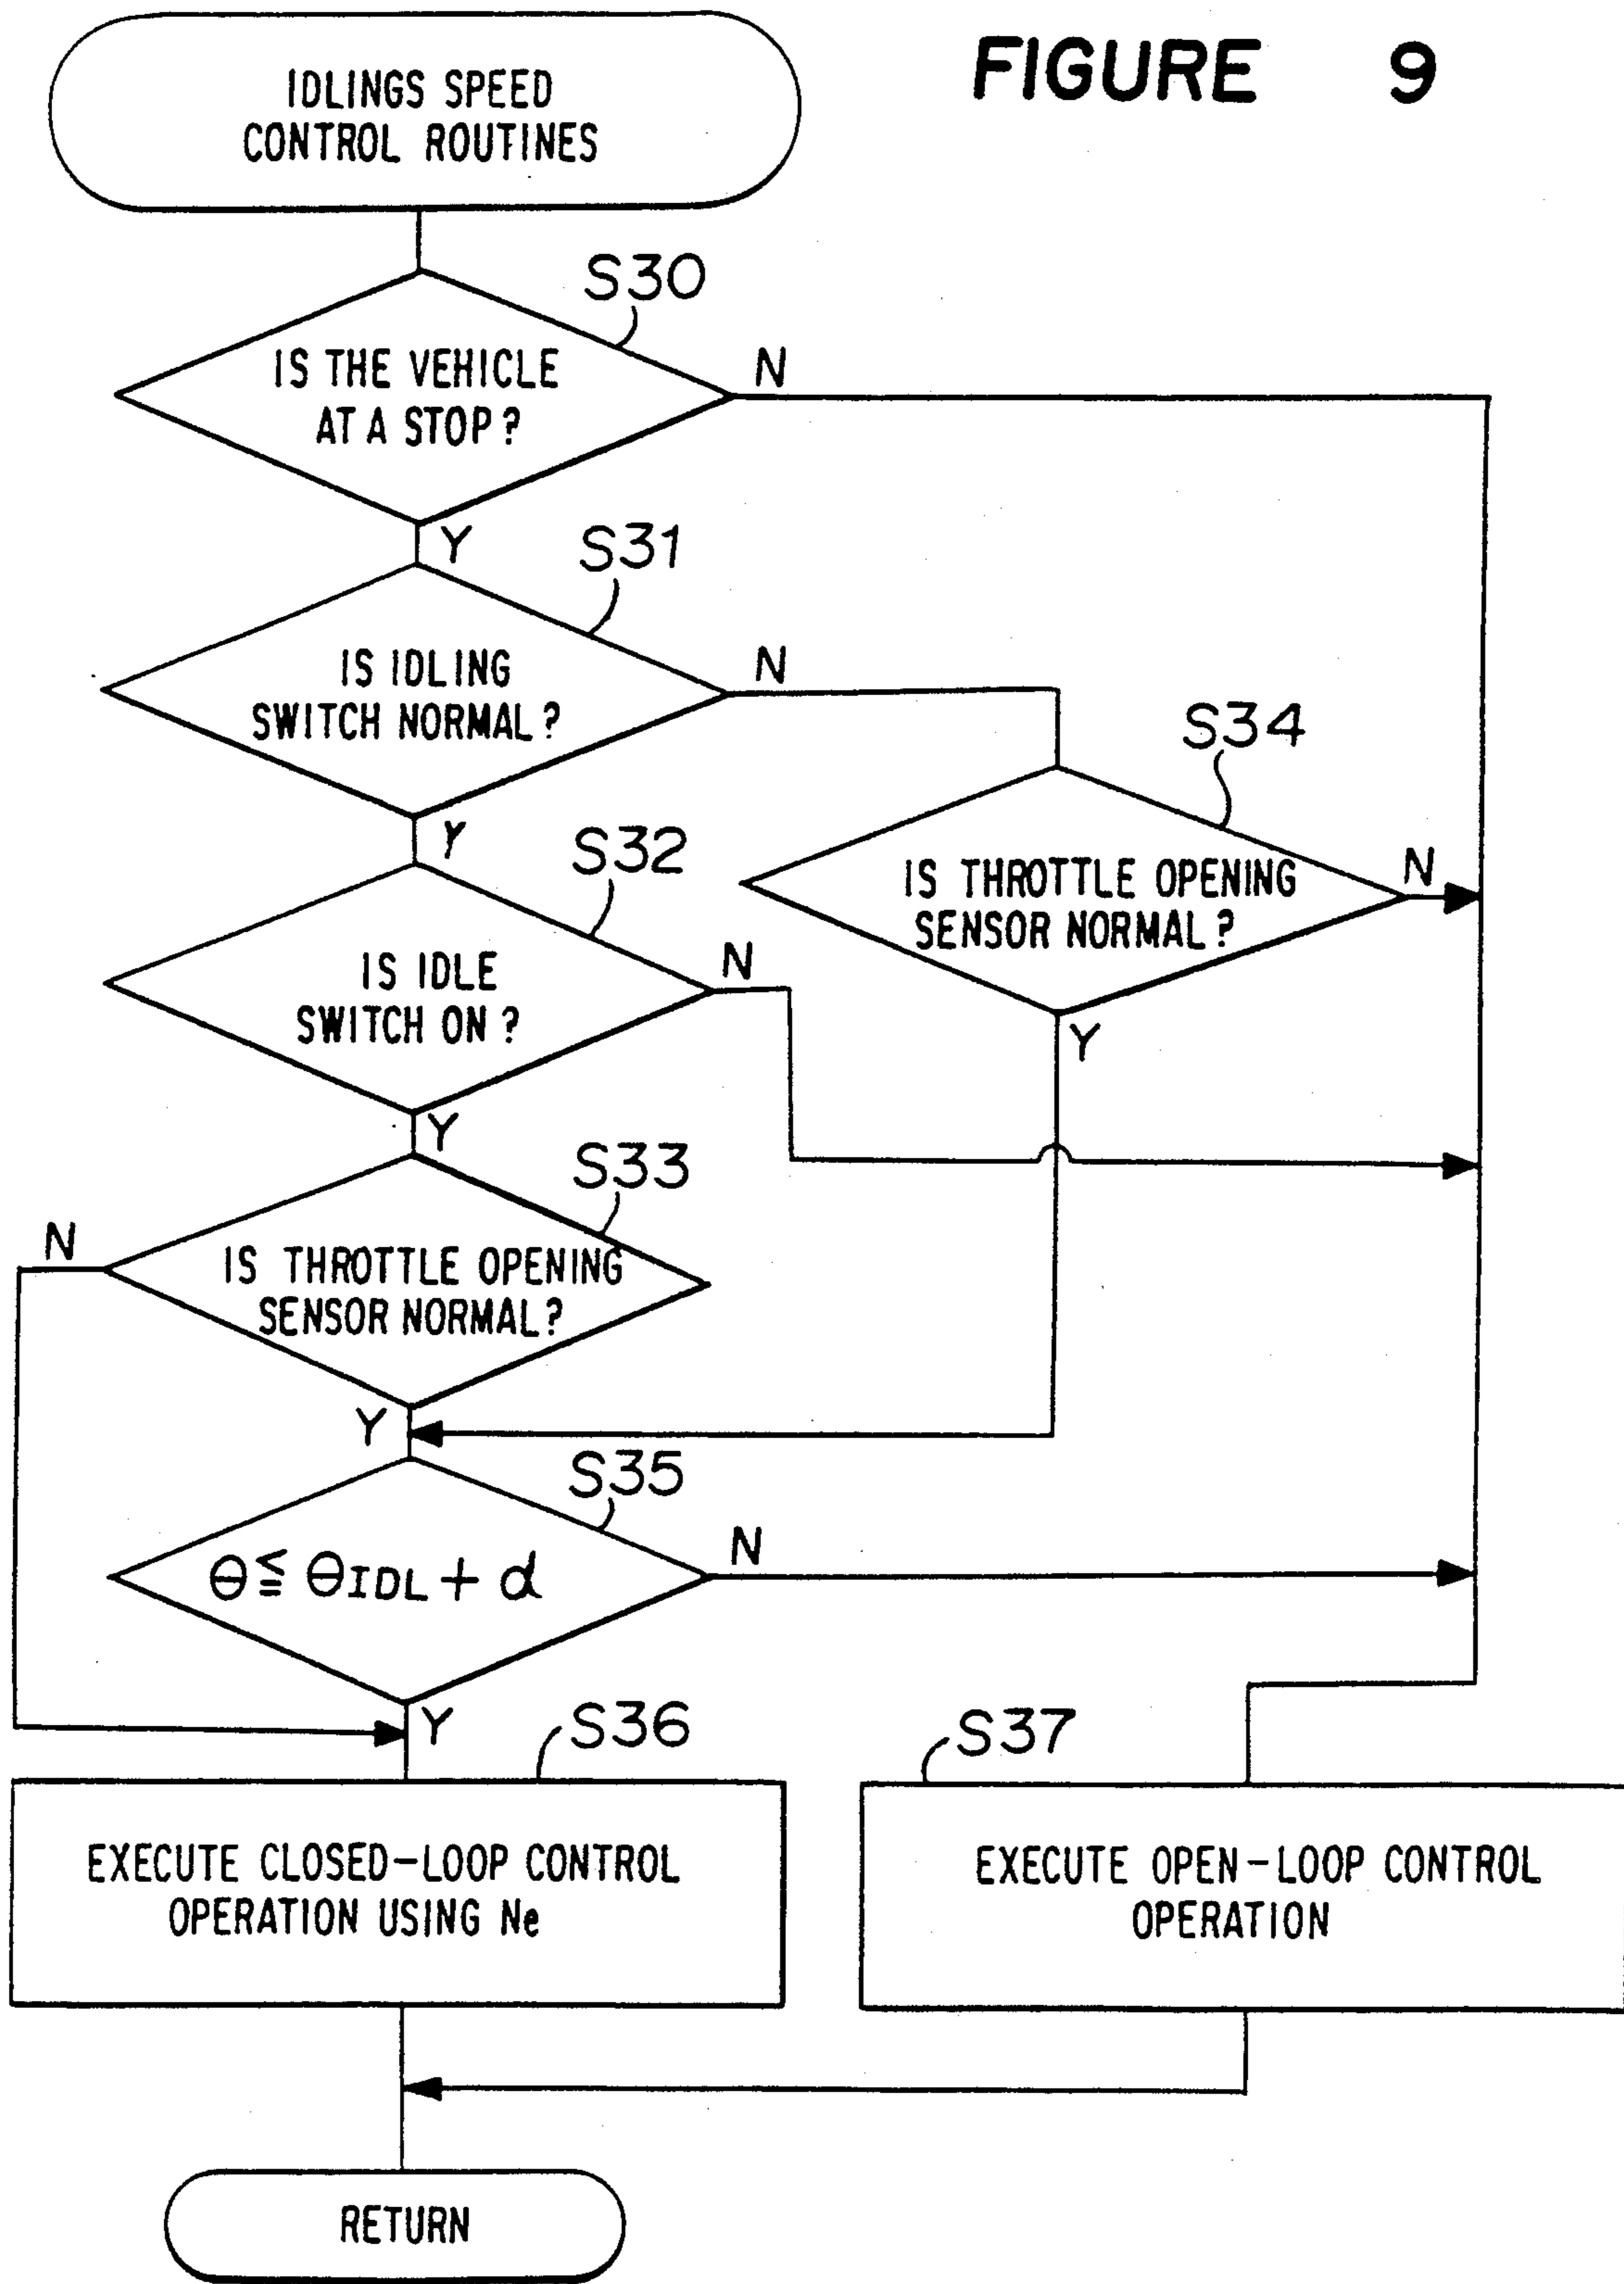 FIGURE 9
IDLINGS SPEED
CONTROL ROUTINES
S30
IS THE VEHICLE
AT A STOP?
N
Y
S31
IS IDLING
SWITCH NORMAL?
N
Y
S34
IS THROTTLE OPENING
SENSOR NORMAL?
N
Y
S32
IS IDLE
SWITCH ON?
N
Y
S33
IS THROTTLE OPENING
SENSOR NORMAL?
N
Y
S35
θ ≦ θIDL + α
N
Y
S36
EXECUTE CLOSED-LOOP CONTROL
OPERATION USING Ne
S37
EXECUTE OPEN-LOOP CONTROL
OPERATION
RETURN